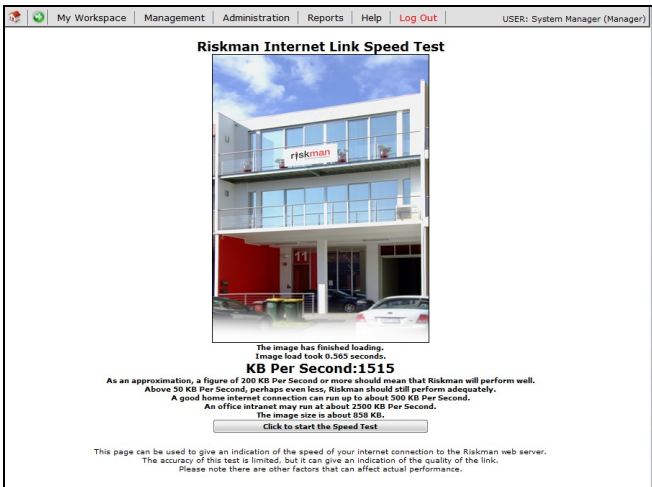 My Workspace Management Administration Reports Help Log Out USER: System Manager (Manager)
Riskman Internet Link Speed Test
riskman
11
The image has finished loading.
Image load took 0.565 seconds.
KB Per Second:1515
As an approximation, a figure of 200 KB Per Second or more should mean that Riskman will perform well.
Above 50 KB Per Second, perhaps even less, Riskman should still perform adequately.
A good home internet connection can run up to about 500 KB Per Second.
An office intranet may run at about 2500 KB Per Second.
The image size is about 858 KB.
Click to start the Speed Test
This page can be used to give an indication of the speed of your internet connection to the Riskman web server.
The accuracy of this test is limited, but it can give an indication of the quality of the link.
Please note there are other factors that can affect actual performance.